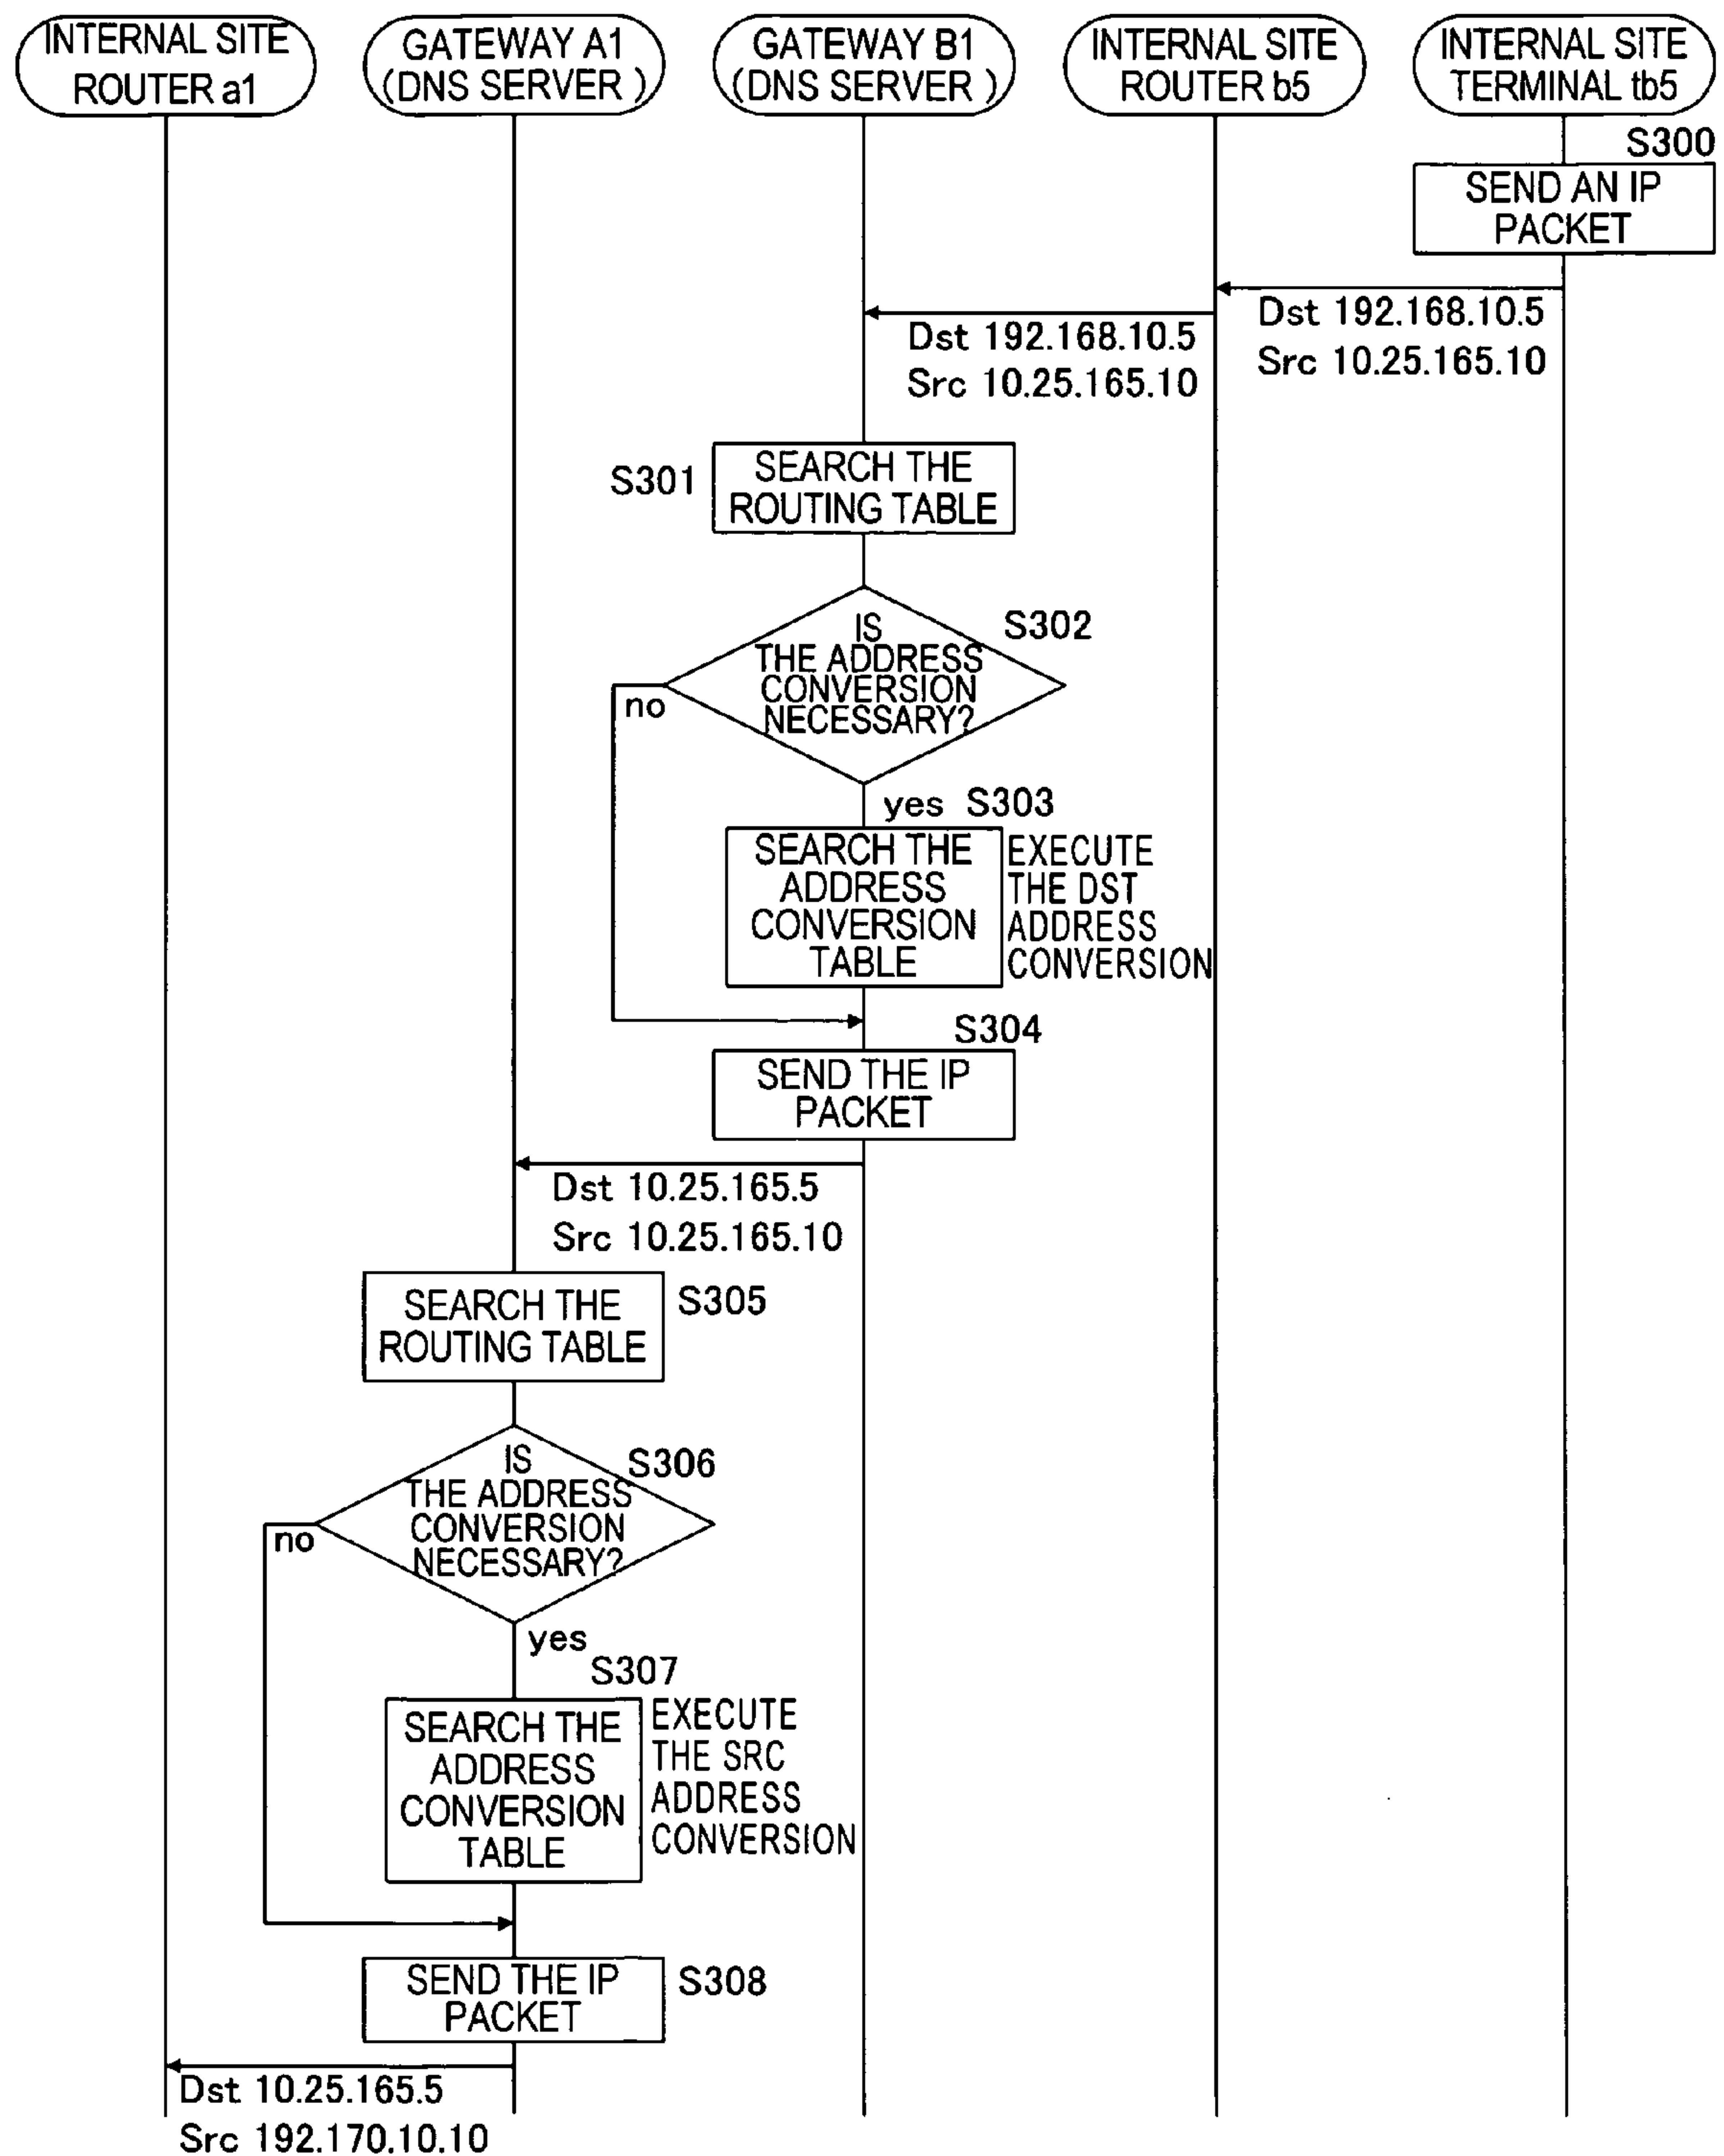 INTERNAL SITE
ROUTER a1
GATEWAY A1
(DNS SERVER )
GATEWAY B1
(DNS SERVER )
INTERNAL SITE
ROUTER b5
INTERNAL SITE
TERMINAL tb5
S300
SEND AN IP
PACKET
Dst 192.168.10.5
Src 10.25.165.10
Dst 192.168.10.5
Src 10.25.165.10
S301
SEARCH THE
ROUTING TABLE
S302
IS
THE ADDRESS
CONVERSION
NECESSARY?
no
yes S303
SEARCH THE
ADDRESS
CONVERSION
TABLE
EXECUTE
THE DST
ADDRESS
CONVERSION
S304
SEND THE IP
PACKET
Dst 10.25.165.5
Src 10.25.165.10
SEARCH THE
ROUTING TABLE
S305
IS
THE ADDRESS
CONVERSION
NECESSARY?
S306
no
yes
S307
SEARCH THE
ADDRESS
CONVERSION
TABLE
EXECUTE
THE SRC
ADDRESS
CONVERSION
SEND THE IP
PACKET
S308
Dst 10.25.165.5
Src 192.170.10.10